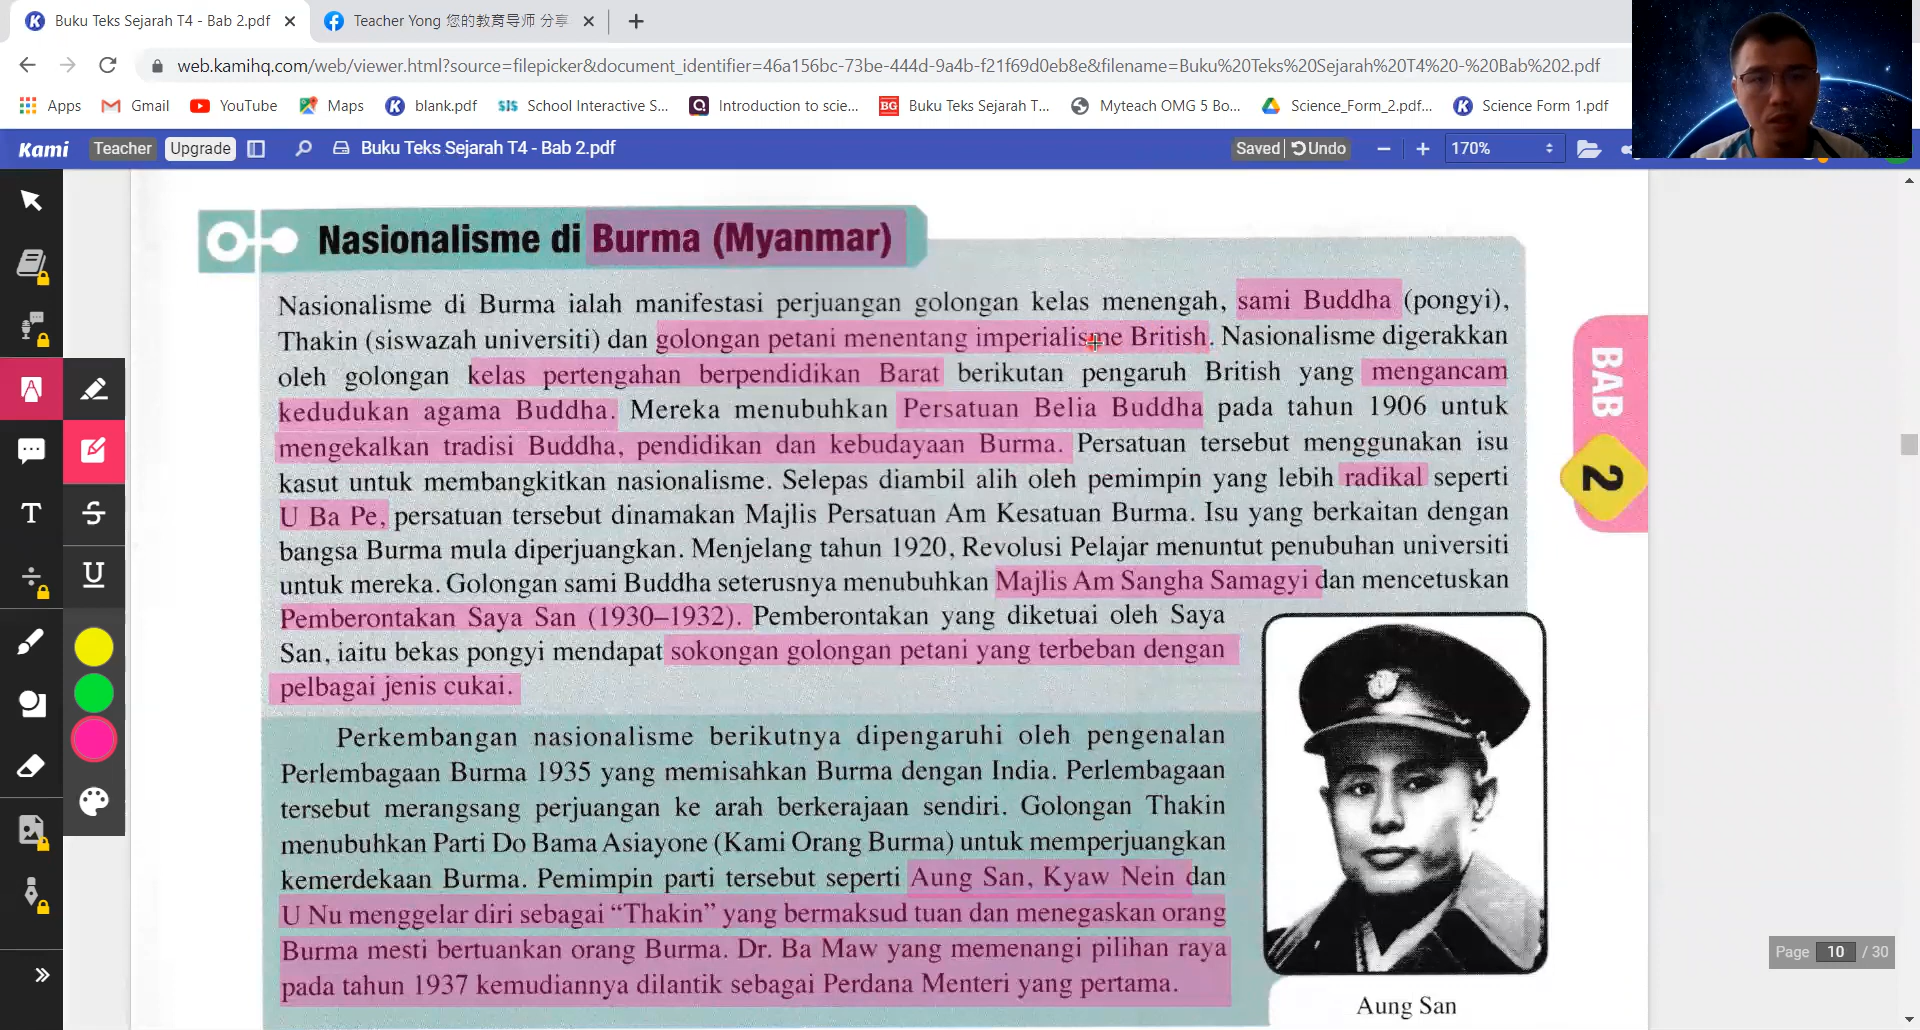 Buku Teks Sejarah T4 - Bab 2.pdf
Teacher Yong 您的教育导师 分享
web.kamihq.com/web/viewer.html?source=filepicker&document_identifier=46a156bc-73be-444d-9a4b-f21f69d0eb8e&filename=Buku%20Teks%20Sejarah%20T4%20-%20Bab%202.pdf
Apps Gmail YouTube Maps blank.pdf School Interactive S... Introduction to scie... Buku Teks Sejarah T... Myteach OMG 5 Bo... Science_Form_2.pdf... Science Form 1.pdf
Kami Teacher Upgrade Buku Teks Sejarah T4 - Bab 2.pdf Saved Undo 170%
Nasionalisme di Burma (Myanmar)
Nasionalisme di Burma ialah manifestasi perjuangan golongan kelas menengah, sami Buddha (pongyi),
Thakin (siswazah universiti) dan golongan petani menentang imperialisme British. Nasionalisme digerakkan
oleh golongan kelas pertengahan berpendidikan Barat berikutan pengaruh British yang mengancam
kedudukan agama Buddha. Mereka menubuhkan Persatuan Belia Buddha pada tahun 1906 untuk
mengekalkan tradisi Buddha, pendidikan dan kebudayaan Burma. Persatuan tersebut menggunakan isu
kasut untuk membangkitkan nasionalisme. Selepas diambil alih oleh pemimpin yang lebih radikal seperti
U Ba Pe, persatuan tersebut dinamakan Majlis Persatuan Am Kesatuan Burma. Isu yang berkaitan dengan
bangsa Burma mula diperjuangkan. Menjelang tahun 1920, Revolusi Pelajar menuntut penubuhan universiti
untuk mereka. Golongan sami Buddha seterusnya menubuhkan Majlis Am Sangha Samagyi dan mencetuskan
Pemberontakan Saya San (1930–1932). Pemberontakan yang diketuai oleh Saya
San, iaitu bekas pongyi mendapat sokongan golongan petani yang terbeban dengan
pelbagai jenis cukai.
Perkembangan nasionalisme berikutnya dipengaruhi oleh pengenalan
Perlembagaan Burma 1935 yang memisahkan Burma dengan India. Perlembagaan
tersebut merangsang perjuangan ke arah berkerajaan sendiri. Golongan Thakin
menubuhkan Parti Do Bama Asiayone (Kami Orang Burma) untuk memperjuangkan
kemerdekaan Burma. Pemimpin parti tersebut seperti Aung San, Kyaw Nein dan
U Nu menggelar diri sebagai “Thakin” yang bermaksud tuan dan menegaskan orang
Burma mesti bertuankan orang Burma. Dr. Ba Maw yang memenangi pilihan raya
pada tahun 1937 kemudiannya dilantik sebagai Perdana Menteri yang pertama.
Aung San
BAB
2
Page 10 / 30